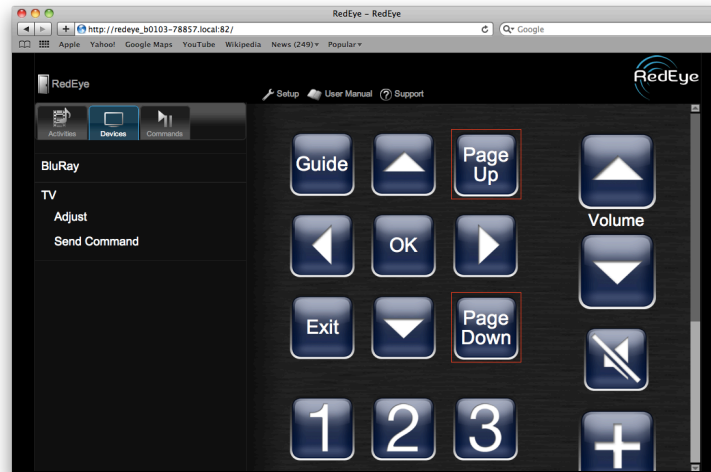 RedEye – RedEye
http://redeye_b0103-78857.local:82/
Google
Apple Yahoo! Google Maps YouTube Wikipedia News (249) Popular
RedEye
Setup User Manual ? Support
RedEye
Activities Devices Commands
BluRay
TV
Adjust
Send Command
Guide
Page
Up
Volume
OK
Exit
Page
Down
1 2 3
+